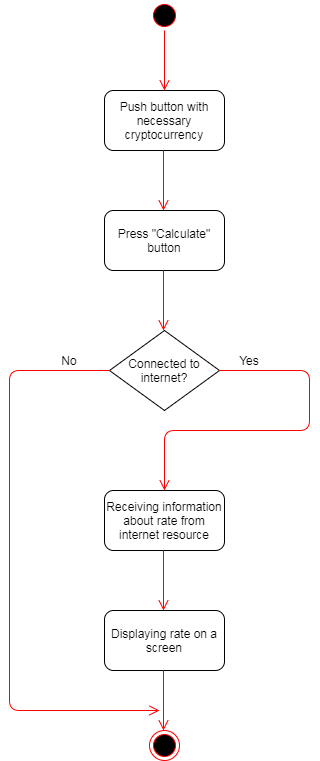 Push button with
necessary
cryptocurrency
Press "Calculate"
button
Connected to
internet?
No
Yes
Receiving information
about rate from
internet resource
Displaying rate on a
screen